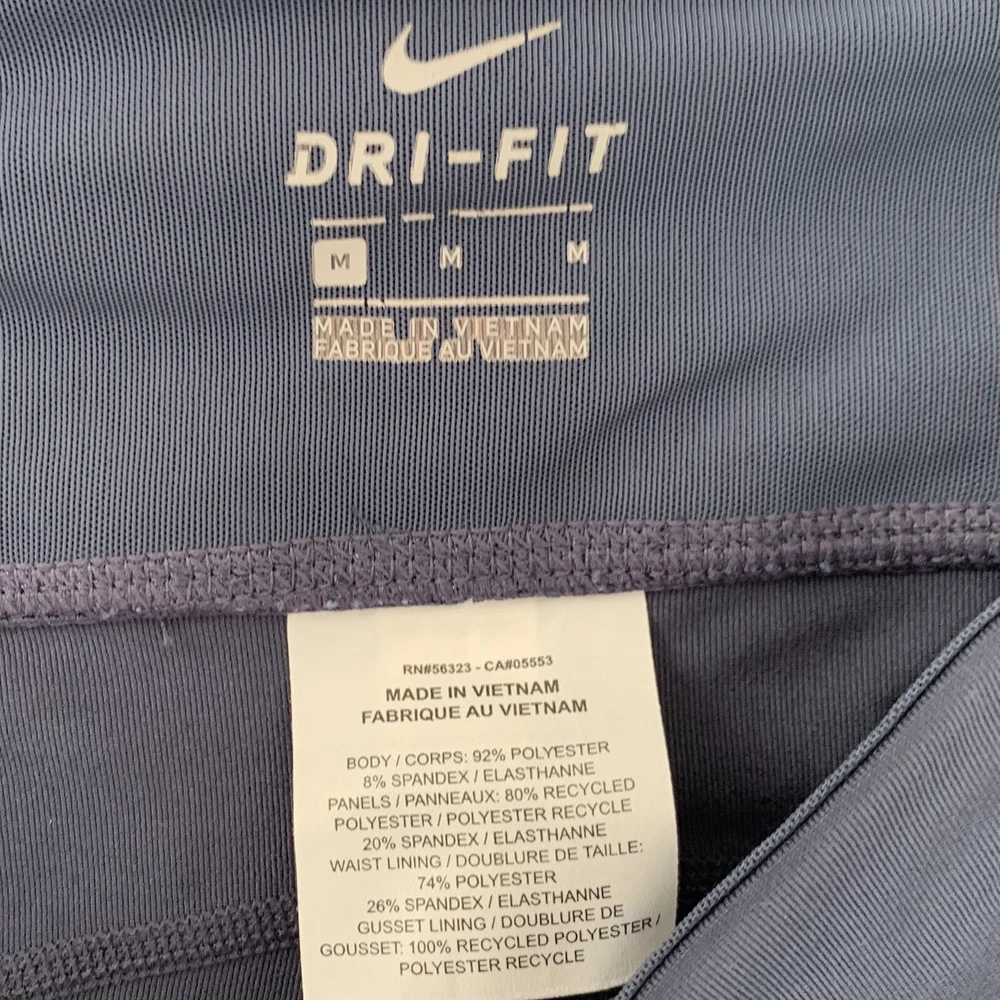 DRI-FIT
M M M
MADE IN VIETNAM
FABRIQUE AU VIETNAM
RN#56323 - CA#05553
MADE IN VIETNAM
FABRIQUE AU VIETNAM
BODY / CORPS: 92% POLYESTER
8% SPANDEX / ELASTHANNE
PANELS / PANNEAUX: 80% RECYCLED
POLYESTER / POLYESTER RECYCLE
20% SPANDEX / ELASTHANNE
WAIST LINING / DOUBLURE DE TAILLE:
74% POLYESTER
26% SPANDEX / ELASTHANNE
GUSSET LINING / DOUBLURE DE
GOUSSET: 100% RECYCLED POLYESTER /
POLYESTER RECYCLE